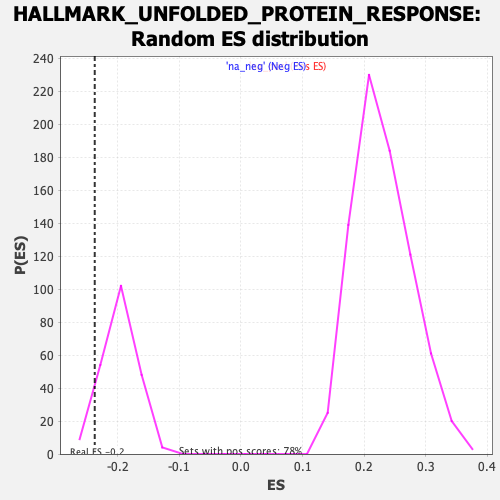 HALLMARK_UNFOLDED_PROTEIN_RESPONSE:
Random ES distribution
'na_neg' (Neg ES)s ES)
240
220
200
180
160
140
120
100
80
60
40
20
0
P(ES)
Real ES -0.2
Sets with pos scores: 78%
-0.2
-0.1
0.0
0.1
0.2
0.3
0.4
ES